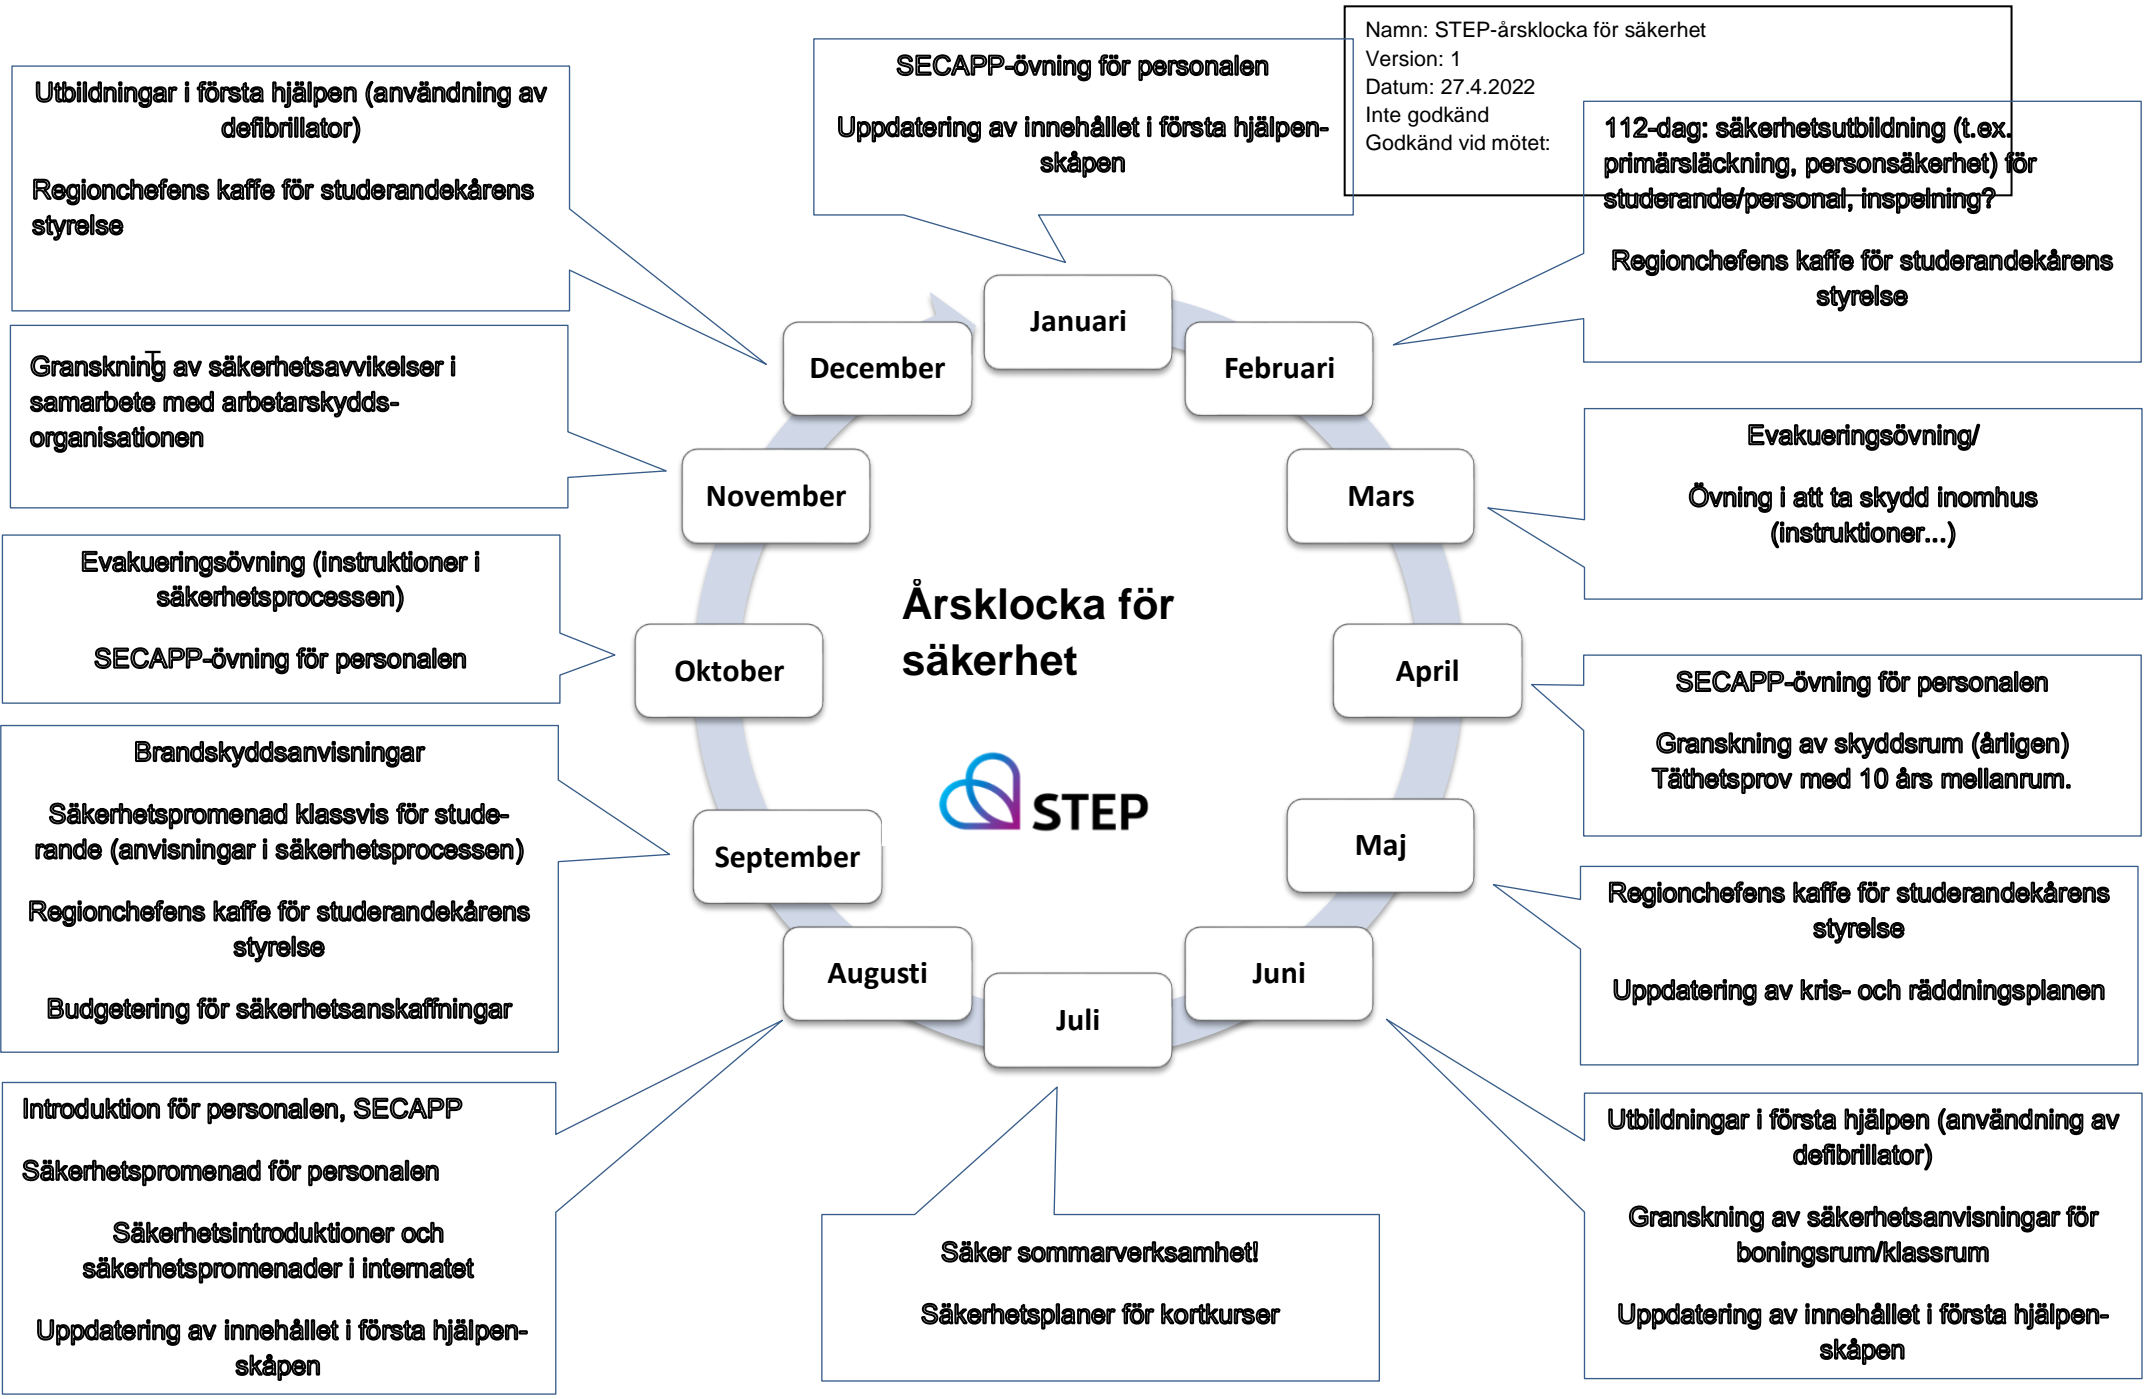 Namn: STEP-årsklocka för säkerhet
Version: 1
Datum: 27.4.2022
Inte godkänd
Godkänd vid mötet:
SECAPP-övning för personalen
Uppdatering av innehållet i första hjälpen-
skåpen
112-dag: säkerhetsutbildning (t.ex.
primärsläckning, personsäkerhet) för
studerande/personal, inspelning?
Regionchefens kaffe för studerandekårens
styrelse
Evakueringsövning/
Övning i att ta skydd inomhus
(instruktioner...)
SECAPP-övning för personalen
Granskning av skyddsrum (årligen)
Täthetsprov med 10 års mellanrum.
Regionchefens kaffe för studerandekårens
styrelse
Uppdatering av kris- och räddningsplanen
Utbildningar i första hjälpen (användning av
defibrillator)
Granskning av säkerhetsanvisningar för
boningsrum/klassrum
Uppdatering av innehållet i första hjälpen-
skåpen
Säker sommarverksamhet!
Säkerhetsplaner för kortkurser
Introduktion för personalen, SECAPP
Säkerhetspromenad för personalen
Säkerhetsintroduktioner och
säkerhetspromenader i internatet
Uppdatering av innehållet i första hjälpen-
skåpen
Brandskyddsanvisningar
Säkerhetspromenad klassvis för stude-
rande (anvisningar i säkerhetsprocessen)
Regionchefens kaffe för studerandekårens
styrelse
Budgetering för säkerhetsanskaffningar
Evakueringsövning (instruktioner i
säkerhetsprocessen)
SECAPP-övning för personalen
T
Granskning av säkerhetsavvikelser i
samarbete med arbetarskydds-
organisationen
Utbildningar i första hjälpen (användning av
defibrillator)
Regionchefens kaffe för studerandekårens
styrelse
Januari
Februari
Mars
April
Maj
Juni
Juli
Augusti
September
Oktober
November
December
Årsklocka för
säkerhet
STEP